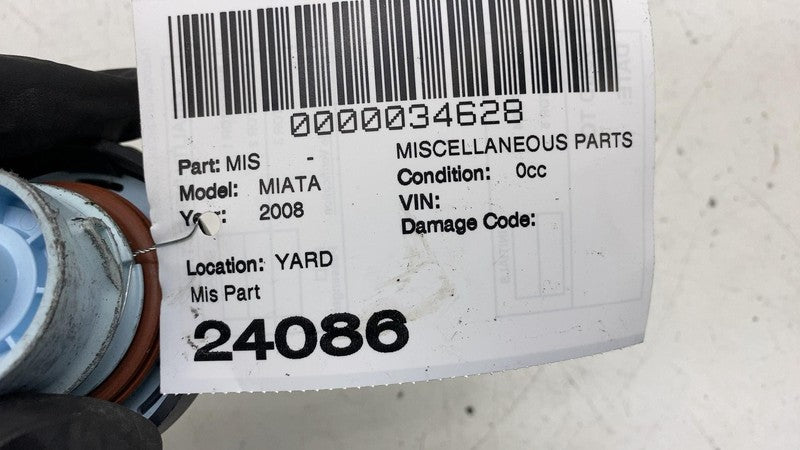 0000034628
Part: MIS - MISCELLANEOUS PARTS
Model: MIATA Condition: 0cc
Year: 2008 VIN:
Damage Code:
Location: YARD
Mis Part
24086